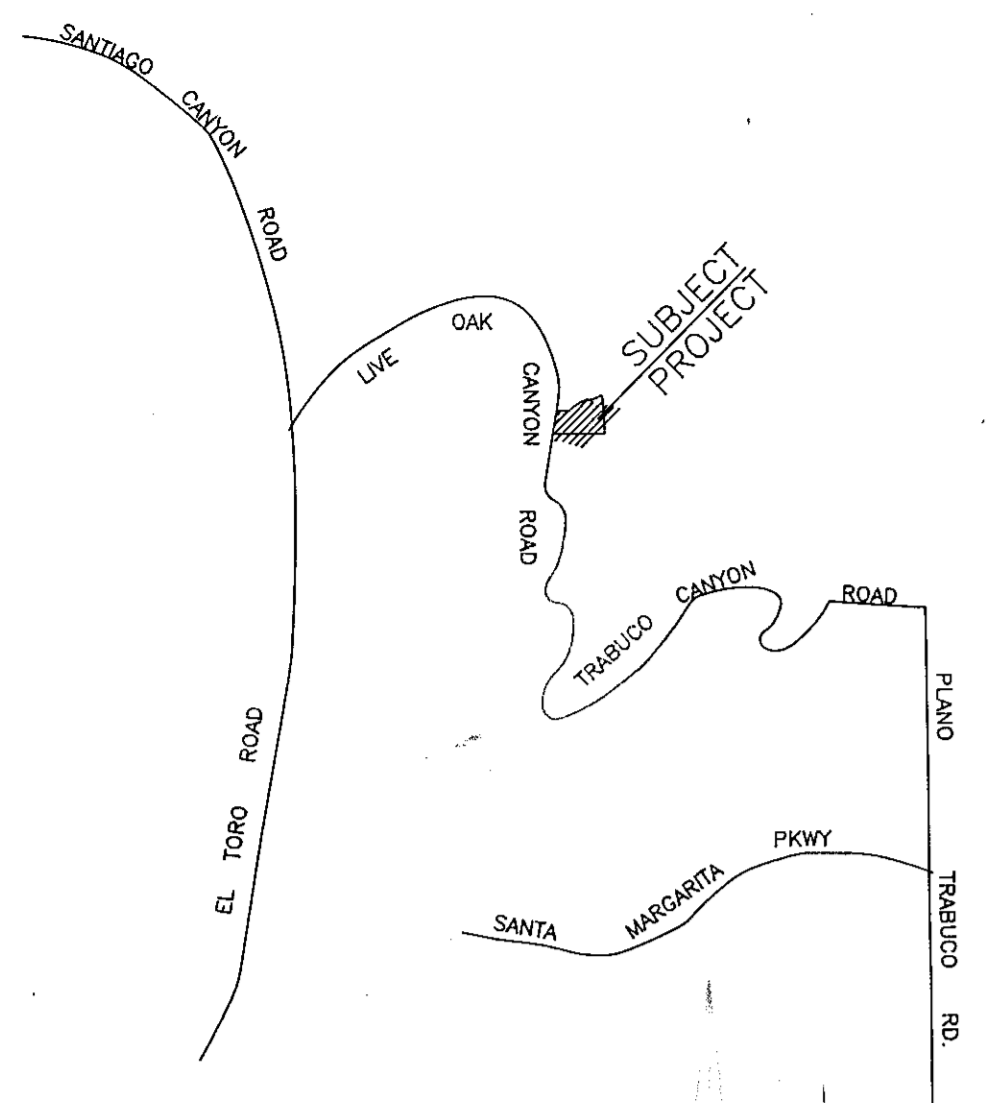 SANTIAGO CANYON ROAD
LIVE OAK CANYON ROAD
SUBJECT
PROJECT
TRABUCO CANYON ROAD
PLANO TRABUCO RD.
EL TORO ROAD
SANTA MARGARITA PKWY